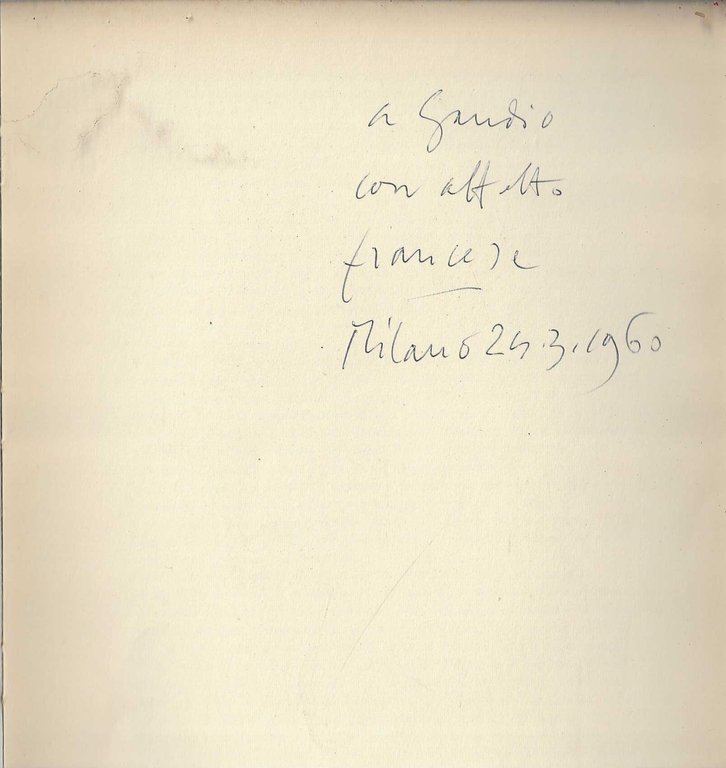 a Gaudio
con affetto
francese
Milano 24.3.1960